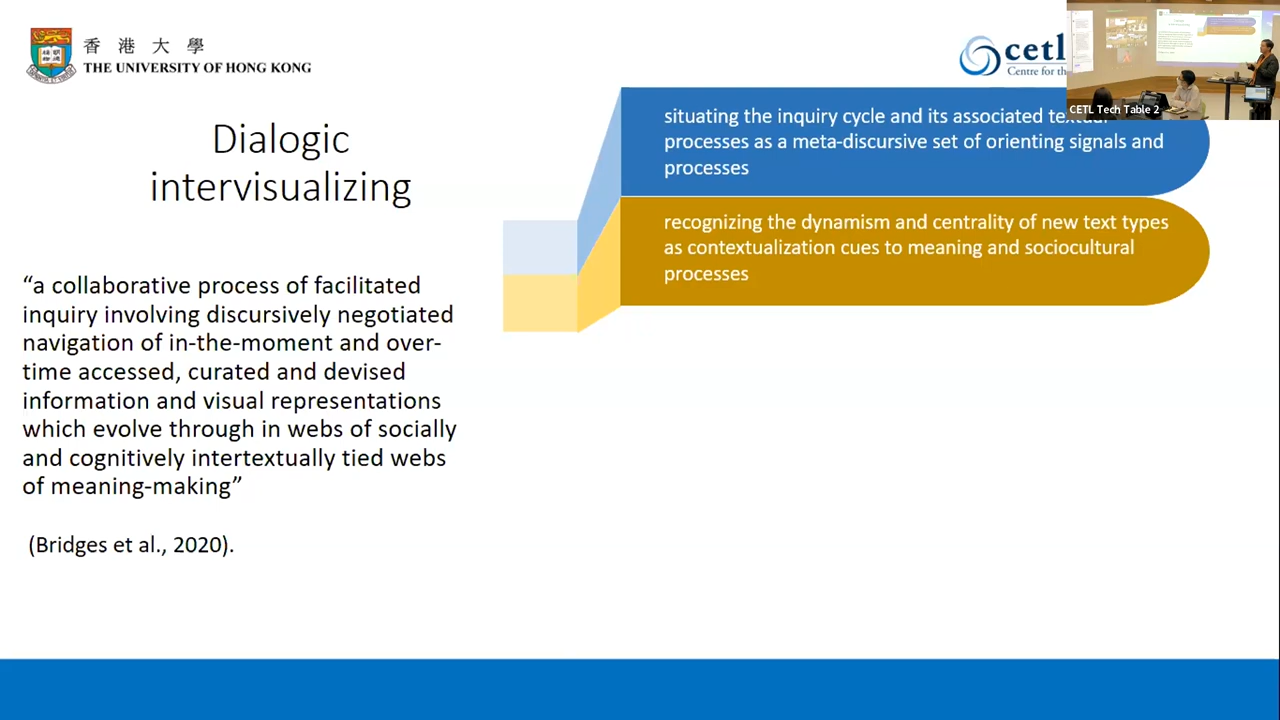 香港大學
THE UNIVERSITY OF HONG KONG
cetl
Centre for the
CETL Tech Table 2
Dialogic
intervisualizing
“a collaborative process of facilitated
inquiry involving discursively negotiated
navigation of in-the-moment and over-
time accessed, curated and devised
information and visual representations
which evolve through in webs of socially
and cognitively intertextually tied webs
of meaning-making”
(Bridges et al., 2020).
situating the inquiry cycle and its associated textual
processes as a meta-discursive set of orienting signals and
processes
recognizing the dynamism and centrality of new text types
as contextualization cues to meaning and sociocultural
processes